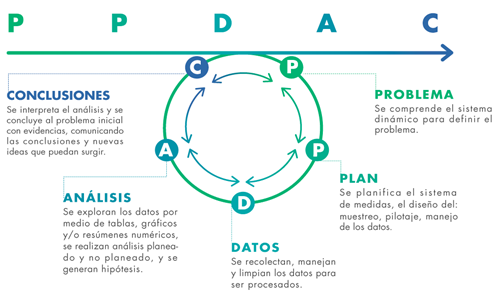 P P D A C
C P
CONCLUSIONES
Se interpreta el análisis y se
concluye al problema inicial
con evidencias, comunicando
las conclusiones y nuevas
ideas que puedan surgir.
PROBLEMA
Se comprende el sistema
dinámico para definir el
problema.
A P
PLAN
Se planifica el sistema
de medidas, el diseño del:
muestreo, pilotaje, manejo
de los datos.
ANÁLISIS
Se exploran los datos por
medio de tablas, gráficos
y/o resúmenes numéricos,
se realizan análisis planea-
do y no planeado, y se
generan hipótesis.
D
DATOS
Se recolectan, manejan
y limpian los datos para
ser procesados.